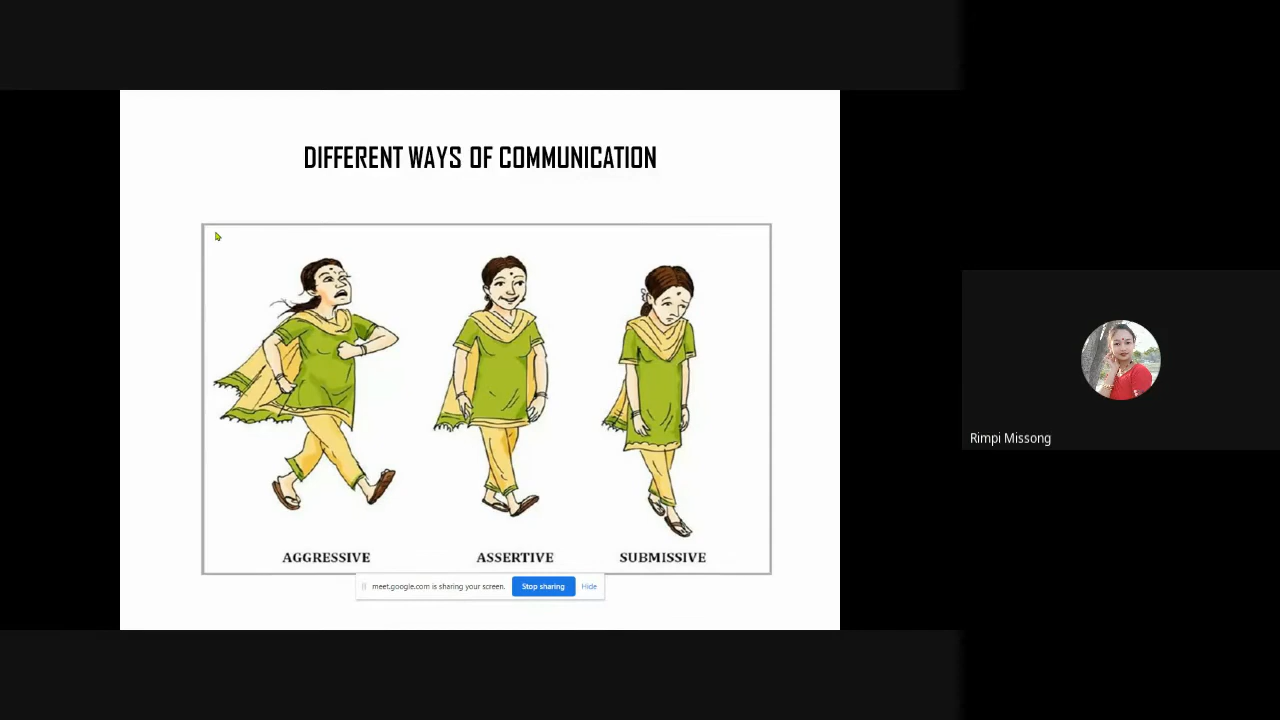 DIFFERENT WAYS OF COMMUNICATION
AGGRESSIVE ASSERTIVE SUBMISSIVE
meet.google.com is sharing your screen. Stop sharing Hide
Rimpi Missong